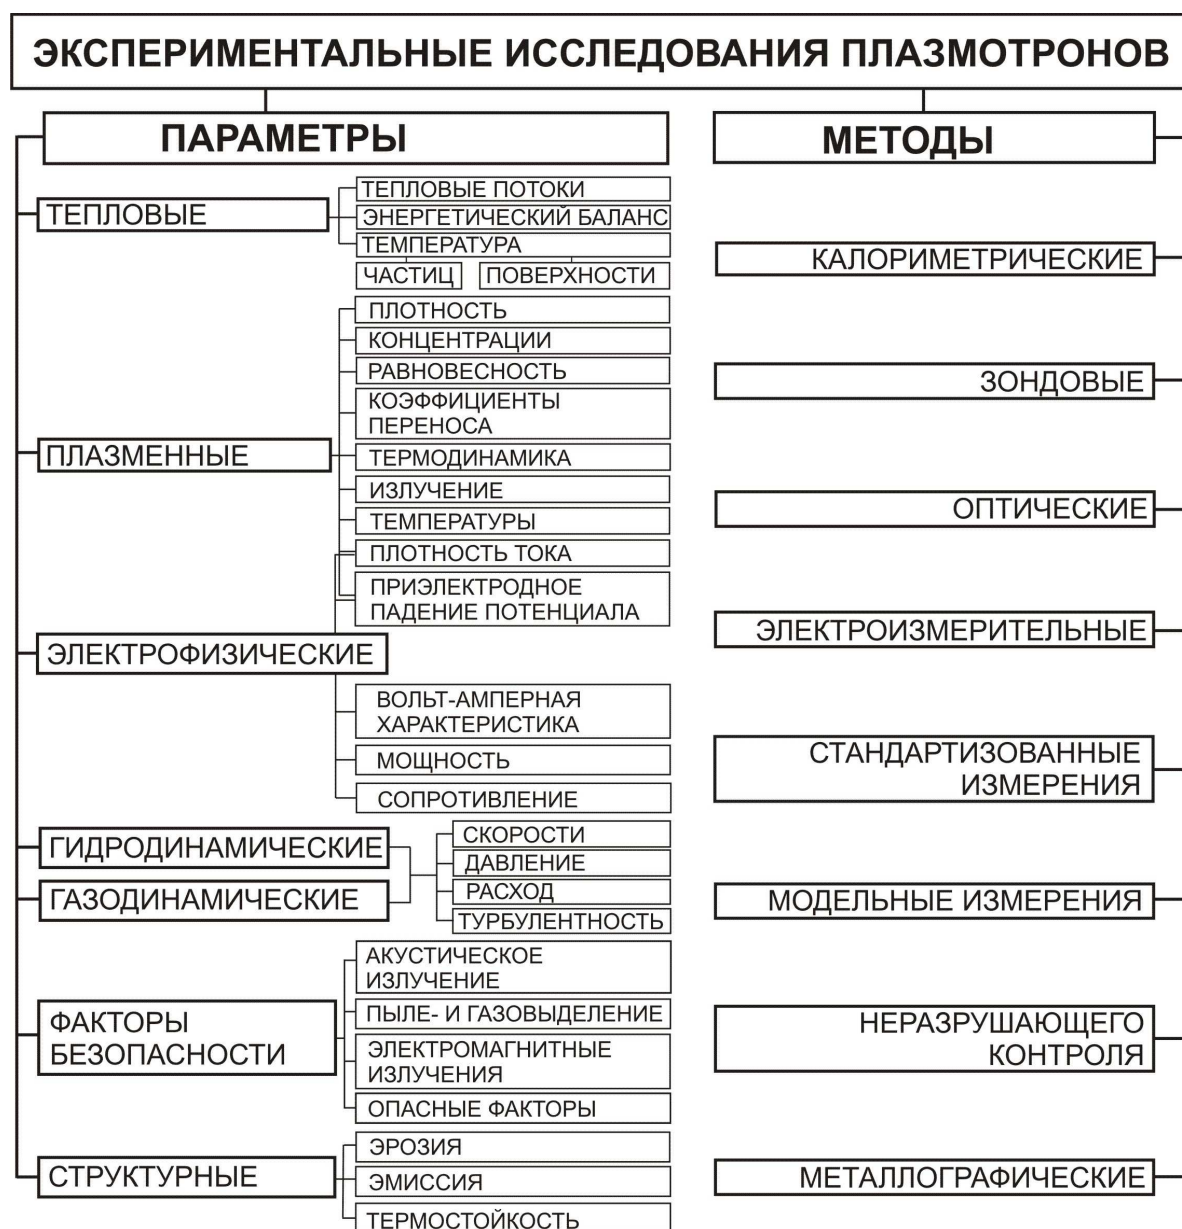 ЭКСПЕРИМЕНТАЛЬНЫЕ ИССЛЕДОВАНИЯ ПЛАЗМОТРОНОВ
ПАРАМЕТРЫ
ТЕПЛОВЫЕ
ТЕПЛОВЫЕ ПОТОКИ
ЭНЕРГЕТИЧЕСКИЙ БАЛАНС
ТЕМПЕРАТУРА
ЧАСТИЦ
ПОВЕРХНОСТИ
ПЛАЗМЕННЫЕ
ПЛОТНОСТЬ
КОНЦЕНТРАЦИИ
РАВНОВЕСНОСТЬ
КОЭФФИЦИЕНТЫ
ПЕРЕНОСА
ТЕРМОДИНАМИКА
ИЗЛУЧЕНИЕ
ТЕМПЕРАТУРЫ
ПЛОТНОСТЬ ТОКА
ПРИЭЛЕКТРОДНОЕ
ПАДЕНИЕ ПОТЕНЦИАЛА
ЭЛЕКТРОФИЗИЧЕСКИЕ
ВОЛЬТ-АМПЕРНАЯ
ХАРАКТЕРИСТИКА
МОЩНОСТЬ
СОПРОТИВЛЕНИЕ
ГИДРОДИНАМИЧЕСКИЕ
ГАЗОДИНАМИЧЕСКИЕ
СКОРОСТИ
ДАВЛЕНИЕ
РАСХОД
ТУРБУЛЕНТНОСТЬ
ФАКТОРЫ
БЕЗОПАСНОСТИ
АКУСТИЧЕСКОЕ
ИЗЛУЧЕНИЕ
ПЫЛЕ- И ГАЗОВЫДЕЛЕНИЕ
ЭЛЕКТРОМАГНИТНЫЕ
ИЗЛУЧЕНИЯ
ОПАСНЫЕ ФАКТОРЫ
СТРУКТУРНЫЕ
ЭРОЗИЯ
ЭМИССИЯ
ТЕРМОСТОЙКОСТЬ
МЕТОДЫ
КАЛОРИМЕТРИЧЕСКИЕ
ЗОНДОВЫЕ
ОПТИЧЕСКИЕ
ЭЛЕКТРОИЗМЕРИТЕЛЬНЫЕ
СТАНДАРТИЗОВАННЫЕ
ИЗМЕРЕНИЯ
МОДЕЛЬНЫЕ ИЗМЕРЕНИЯ
НЕРАЗРУШАЮЩЕГО
КОНТРОЛЯ
МЕТАЛЛОГРАФИЧЕСКИЕ